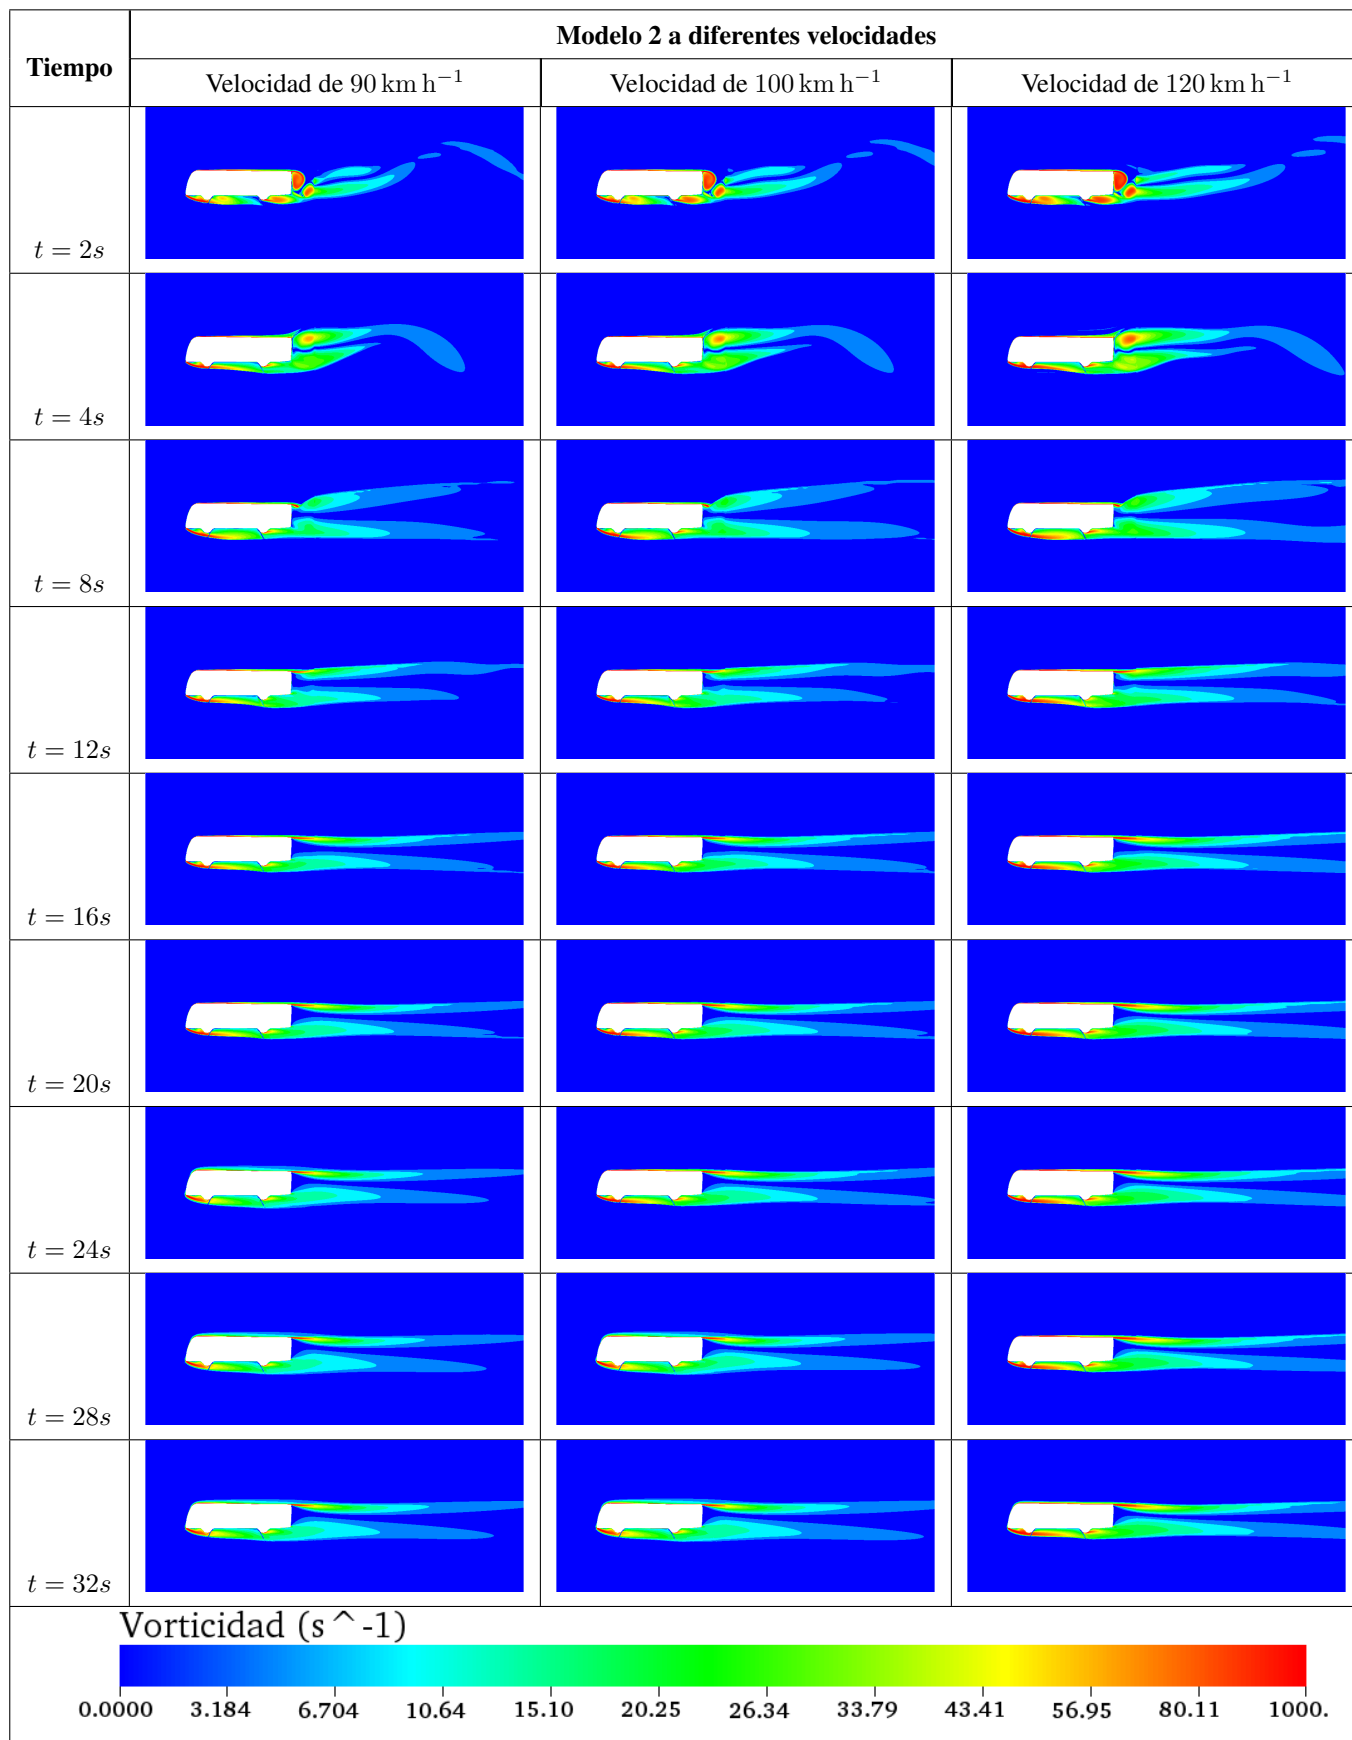 Modelo 2 a diferentes velocidades
Tiempo
Velocidad de 90 km h⁻¹
Velocidad de 100 km h⁻¹
Velocidad de 120 km h⁻¹
t = 2s
t = 4s
t = 8s
t = 12s
t = 16s
t = 20s
t = 24s
t = 28s
t = 32s
Vorticidad (s^-1)
0.0000 3.184 6.704 10.64 15.10 20.25 26.34 33.79 43.41 56.95 80.11 1000.